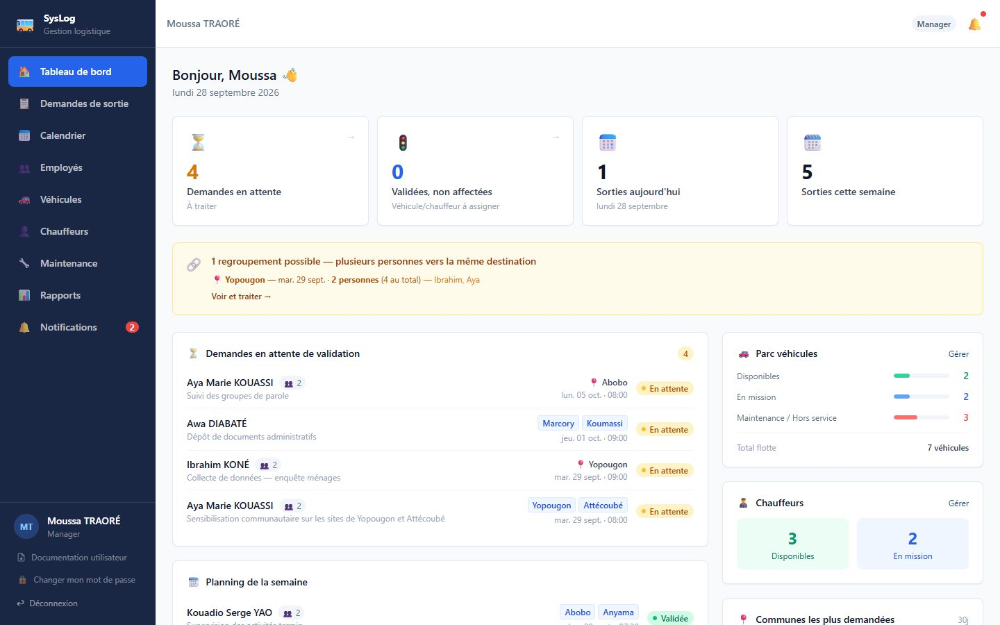 SysLog
Gestion logistique
Tableau de bord
Demandes de sortie
Calendrier
Employés
Véhicules
Chauffeurs
Maintenance
Rapports
Notifications 2
MT
Moussa TRAORÉ
Manager
Documentation utilisateur
Changer mon mot de passe
Déconnexion
Moussa TRAORÉ
Manager
Bonjour, Moussa
lundi 28 septembre 2026
→
4
Demandes en attente
À traiter
→
0
Validées, non affectées
Véhicule/chauffeur à assigner
1
Sorties aujourd'hui
lundi 28 septembre
5
Sorties cette semaine
1 regroupement possible — plusieurs personnes vers la même destination
Yopougon — mar. 29 sept. · 2 personnes (4 au total) — Ibrahim, Aya
Voir et traiter →
Demandes en attente de validation 4
Aya Marie KOUASSI 2 Abobo
Suivi des groupes de parole lun. 05 oct. · 08:00 En attente
Awa DIABATÉ Marcory Koumassi
Dépôt de documents administratifs jeu. 01 oct. · 09:00 En attente
Ibrahim KONÉ 2 Yopougon
Collecte de données — enquête ménages mar. 29 sept. · 09:00 En attente
Aya Marie KOUASSI 2 Yopougon Attécoubé
Sensibilisation communautaire sur les sites de Yopougon et Attécoubé mar. 29 sept. · 08:00 En attente
Planning de la semaine
Kouadio Serge YAO 2 Abobo Anyama
Validée
Parc véhicules Gérer
Disponibles 2
En mission 2
Maintenance / Hors service 3
Total flotte 7 véhicules
Chauffeurs Gérer
3
Disponibles
2
En mission
Communes les plus demandées 30j